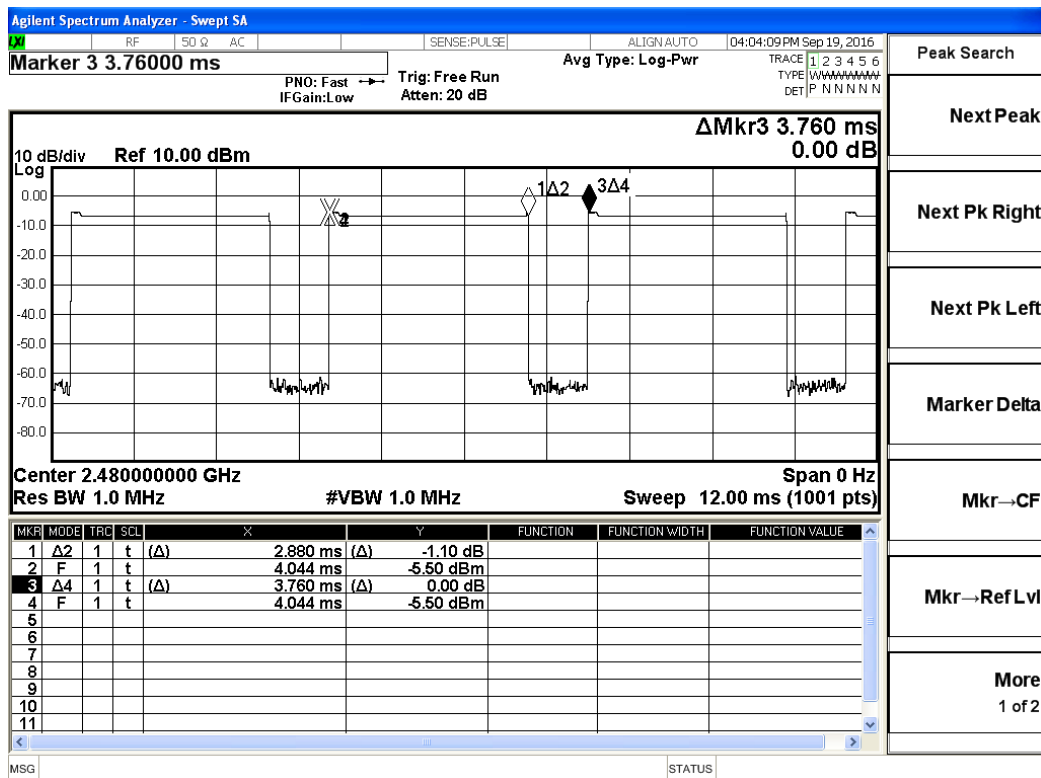 Agilent Spectrum Analyzer - Swept SA
LXI RF 50 Ω AC SENSE:PULSE ALIGNAUTO 04:04:09 PM Sep 19, 2016
Marker 3 3.76000 ms
PNO: Fast
IFGain:Low
Trig: Free Run
Atten: 20 dB
Avg Type: Log-Pwr
TRACE 1 2 3 4 5 6
TYPE WWWWWW
DET P N N N N N
ΔMkr3 3.760 ms
0.00 dB
10 dB/div Ref 10.00 dBm
Log
0.00
-10.0
-20.0
-30.0
-40.0
-50.0
-60.0
-70.0
-80.0
1Δ2 3Δ4
Center 2.480000000 GHz Span 0 Hz
Res BW 1.0 MHz #VBW 1.0 MHz Sweep 12.00 ms (1001 pts)
MKR MODE TRC SCL X Y FUNCTION FUNCTION WIDTH FUNCTION VALUE
1 Δ2 1 t (Δ) 2.880 ms (Δ) -1.10 dB
2 F 1 t 4.044 ms -5.50 dBm
3 Δ4 1 t (Δ) 3.760 ms (Δ) 0.00 dB
4 F 1 t 4.044 ms -5.50 dBm
5
6
7
8
9
10
11
MSG STATUS
Peak Search
Next Peak
Next Pk Right
Next Pk Left
Marker Delta
Mkr→CF
Mkr→Ref Lvl
More
1 of 2